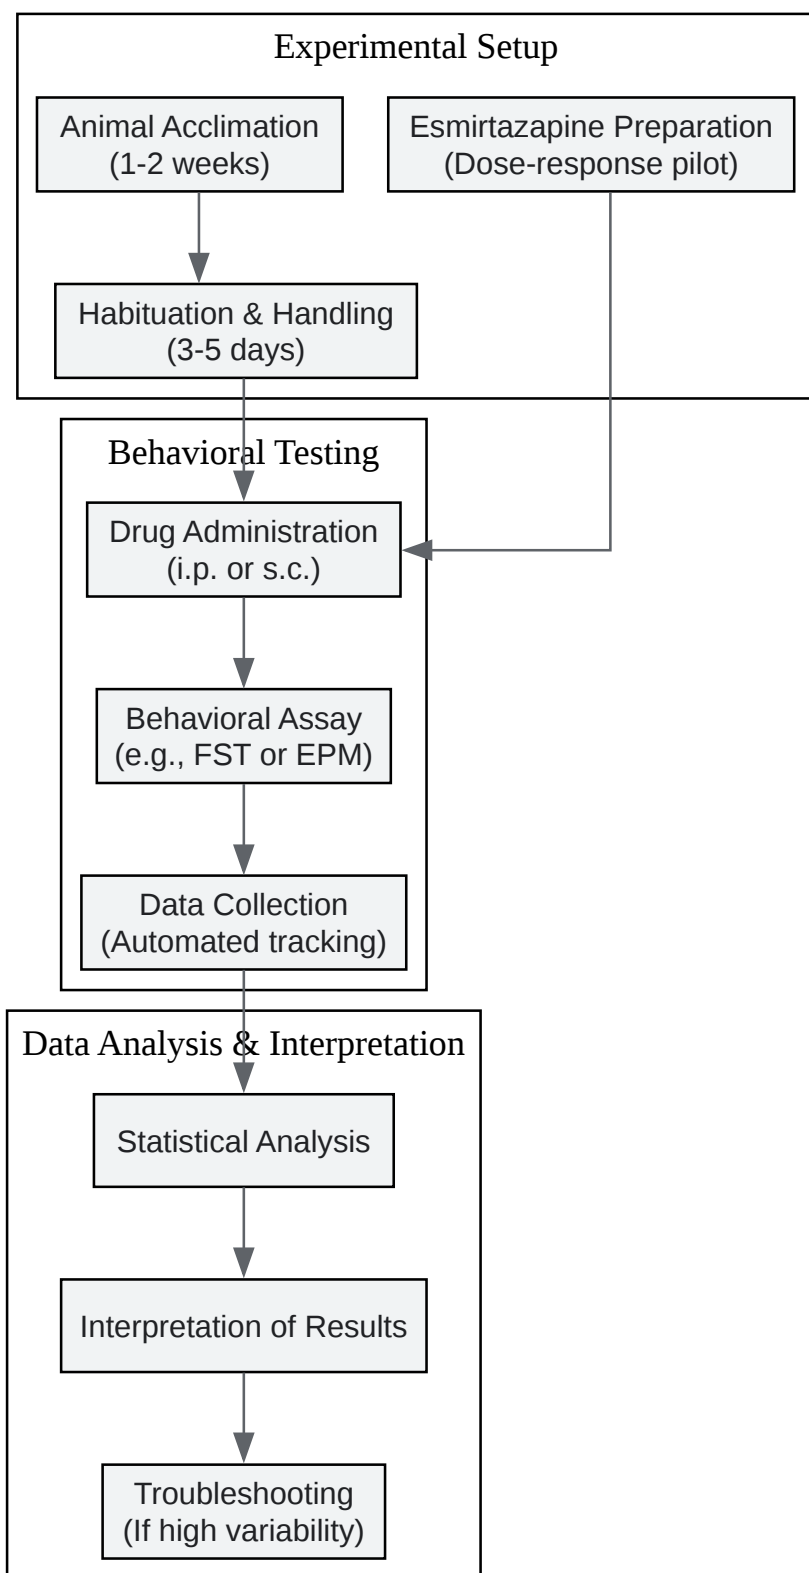 Experimental Setup
Animal Acclimation
(1-2 weeks)
Esmirtazapine Preparation
(Dose-response pilot)
Habituation & Handling
(3-5 days)
Behavioral Testing
Drug Administration
(i.p. or s.c.)
Behavioral Assay
(e.g., FST or EPM)
Data Collection
(Automated tracking)
Data Analysis & Interpretation
Statistical Analysis
Interpretation of Results
Troubleshooting
(If high variability)